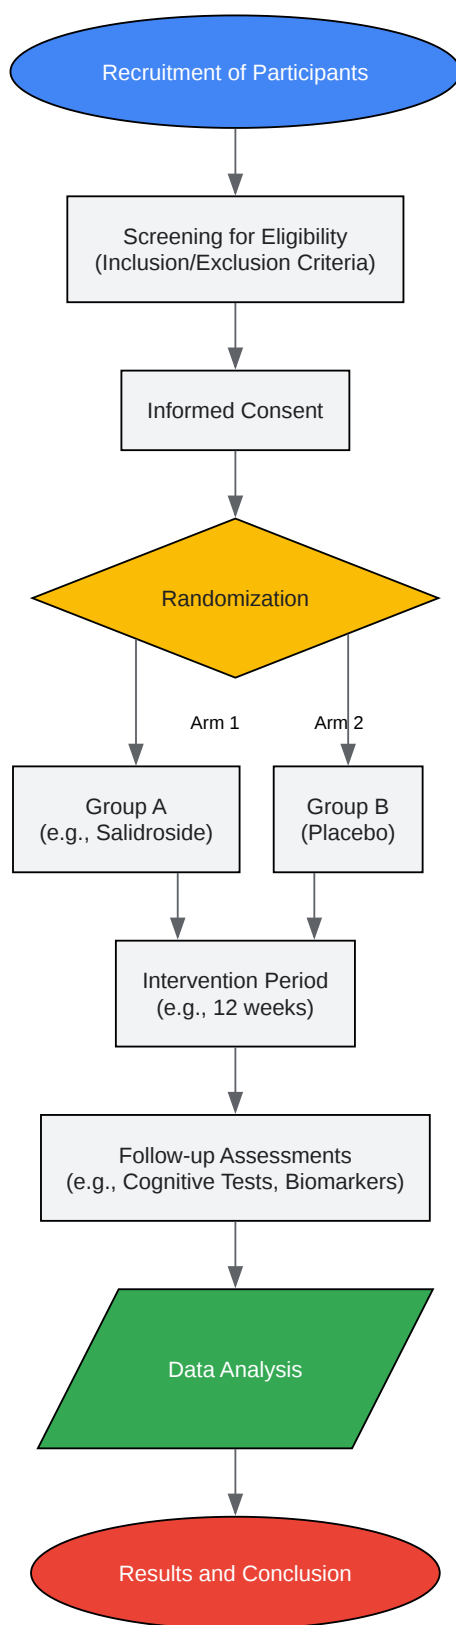 Recruitment of Participants
Screening for Eligibility
(Inclusion/Exclusion Criteria)
Informed Consent
Randomization
Arm 1
Arm 2
Group A
(e.g., Salidroside)
Group B
(Placebo)
Intervention Period
(e.g., 12 weeks)
Follow-up Assessments
(e.g., Cognitive Tests, Biomarkers)
Data Analysis
Results and Conclusion